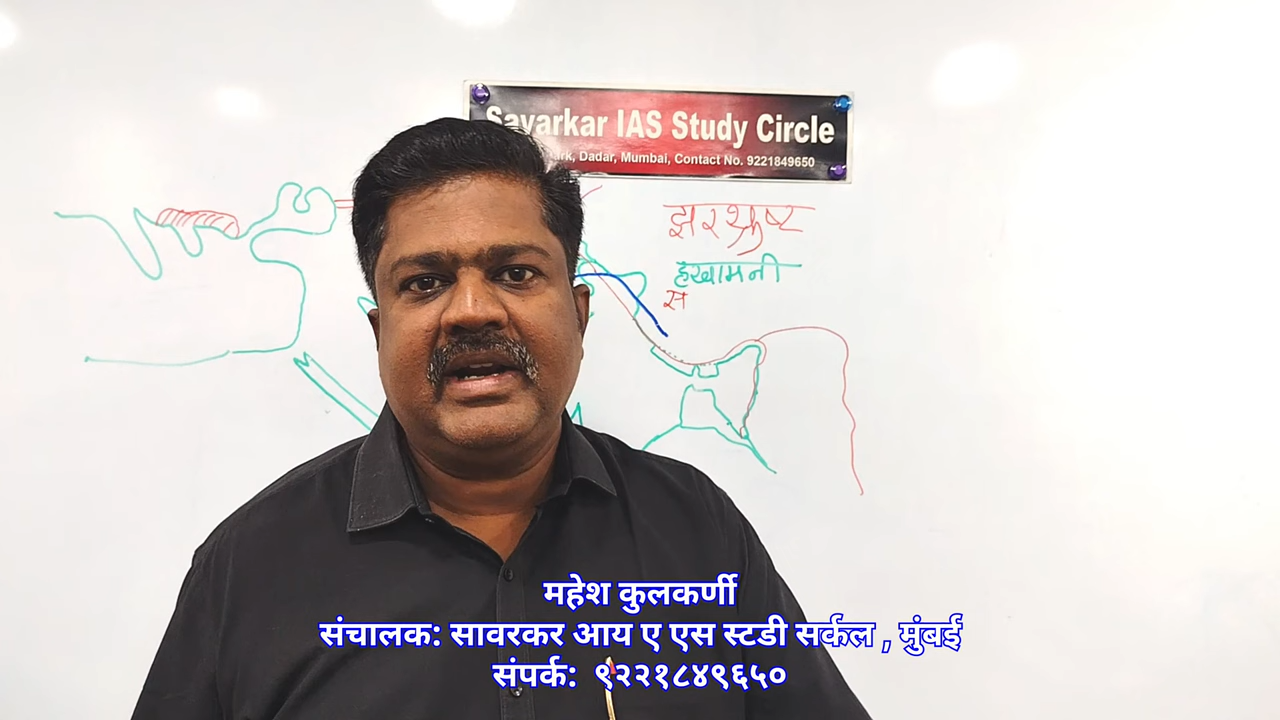 Savarkar IAS Study Circle
Dadar, Mumbai, Contact No. 9221849650
झरथ्रुष्ट
हखामनी
स
महेश कुलकर्णी
संचालक: सावरकर आय ए एस स्टडी सर्कल , मुंबई
संपर्क: ९२२१८४९६५०